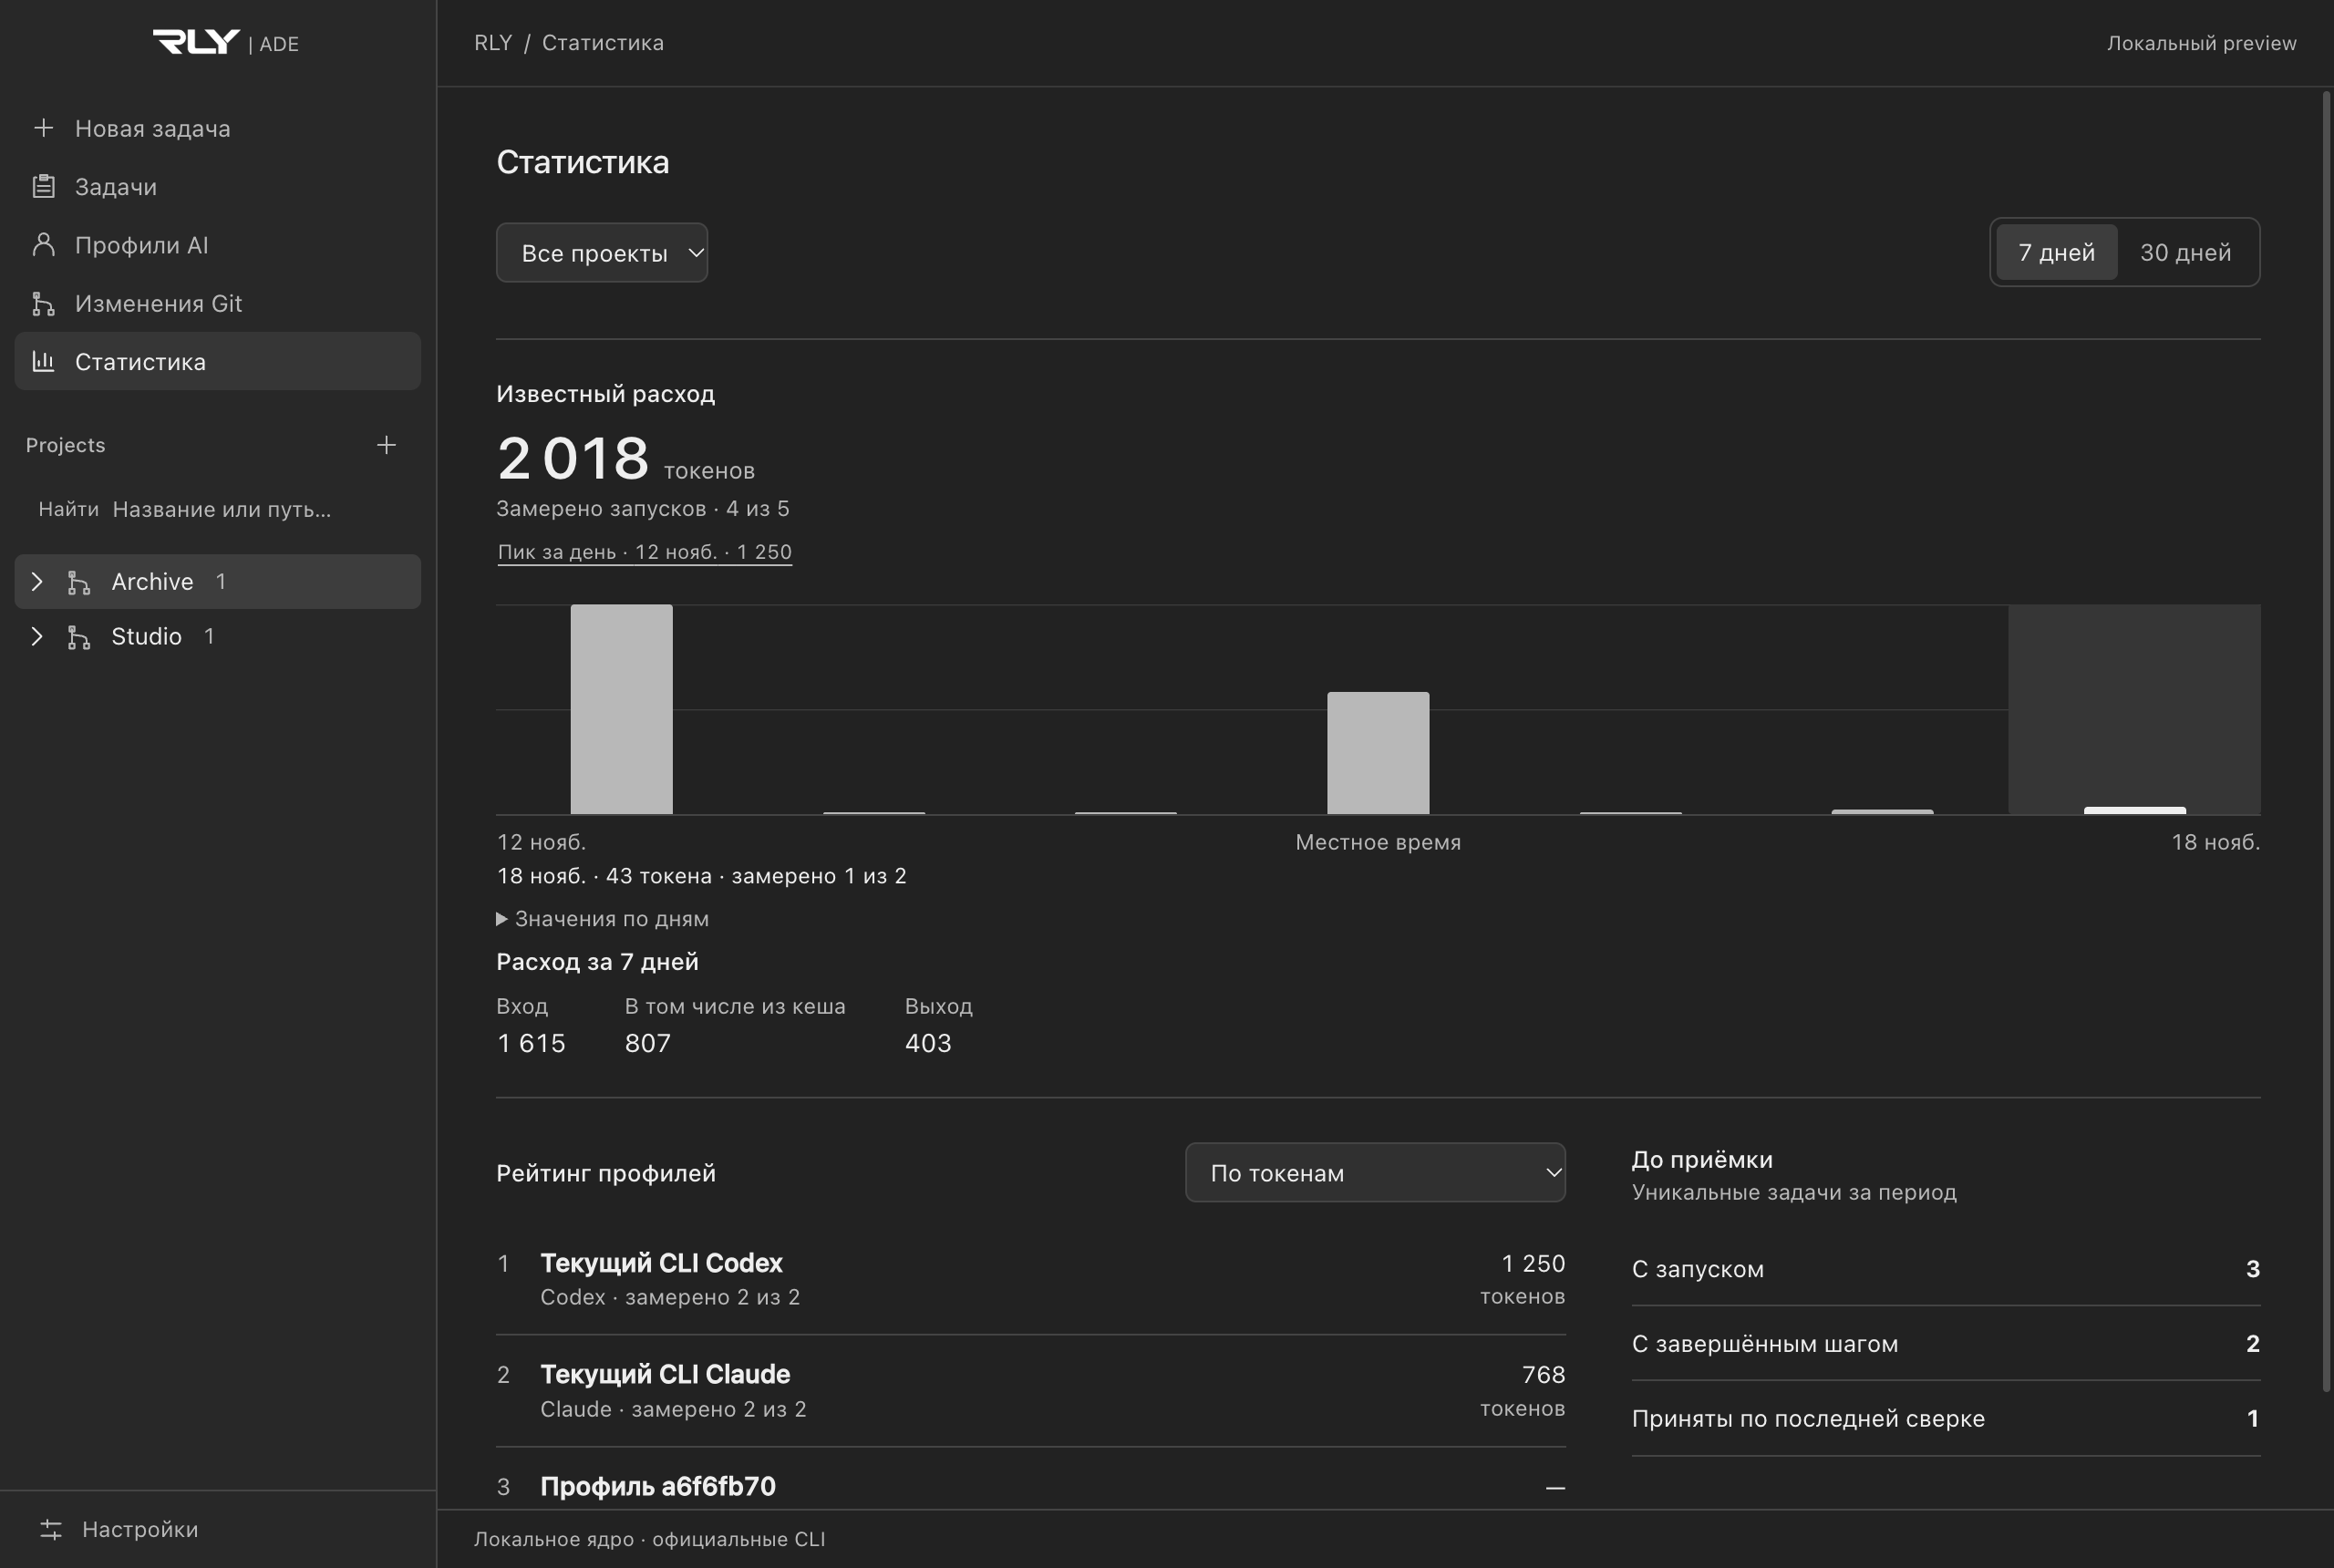 RLY | ADE
Новая задача
Задачи
Профили AI
Изменения Git
Статистика
Projects
Найти Название или путь...
Archive 1
Studio 1
Настройки
RLY / Статистика
Локальный preview
Статистика
Все проекты
7 дней 30 дней
Известный расход
2 018 токенов
Замерено запусков · 4 из 5
Пик за день · 12 нояб. · 1 250
12 нояб. Местное время 18 нояб.
18 нояб. · 43 токена · замерено 1 из 2
Значения по дням
Расход за 7 дней
Вход В том числе из кеша Выход
1 615 807 403
Рейтинг профилей
По токенам
1 Текущий CLI Codex 1 250
Codex · замерено 2 из 2 токенов
2 Текущий CLI Claude 768
Claude · замерено 2 из 2 токенов
3 Профиль a6f6fb70 —
До приёмки
Уникальные задачи за период
С запуском 3
С завершённым шагом 2
Приняты по последней сверке 1
Локальное ядро · официальные CLI